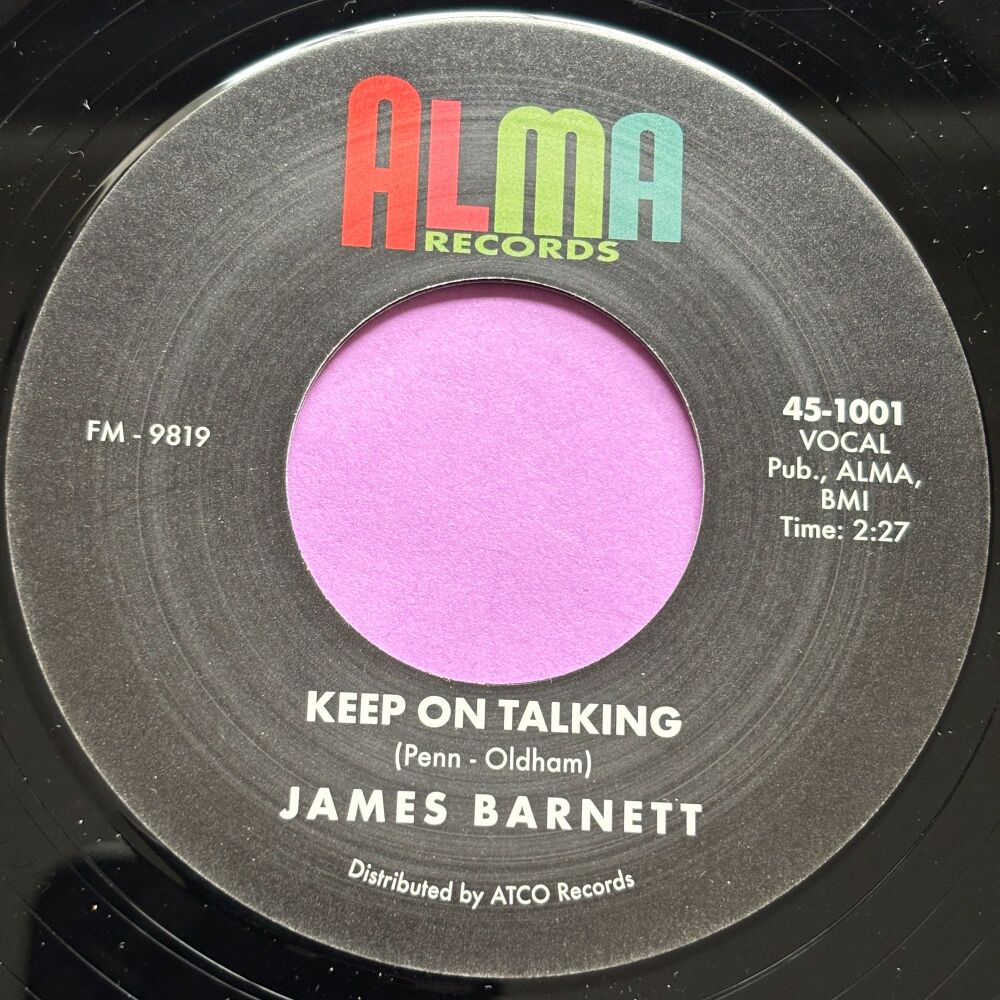 ALMA
RECORDS
FM - 9819
45-1001
VOCAL
Pub., ALMA,
BMI
Time: 2:27
KEEP ON TALKING
(Penn - Oldham)
JAMES BARNETT
Distributed by ATCO Records